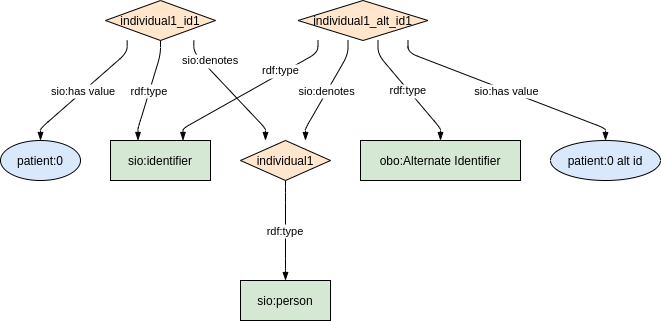 individual1_id1
individual1_alt_id1
sio:denotes
rdf:type
sio:has value
rdf:type
sio:denotes
rdf:type
sio:has value
patient:0
sio:identifier
individual1
obo:Alternate Identifier
patient:0 alt id
rdf:type
sio:person